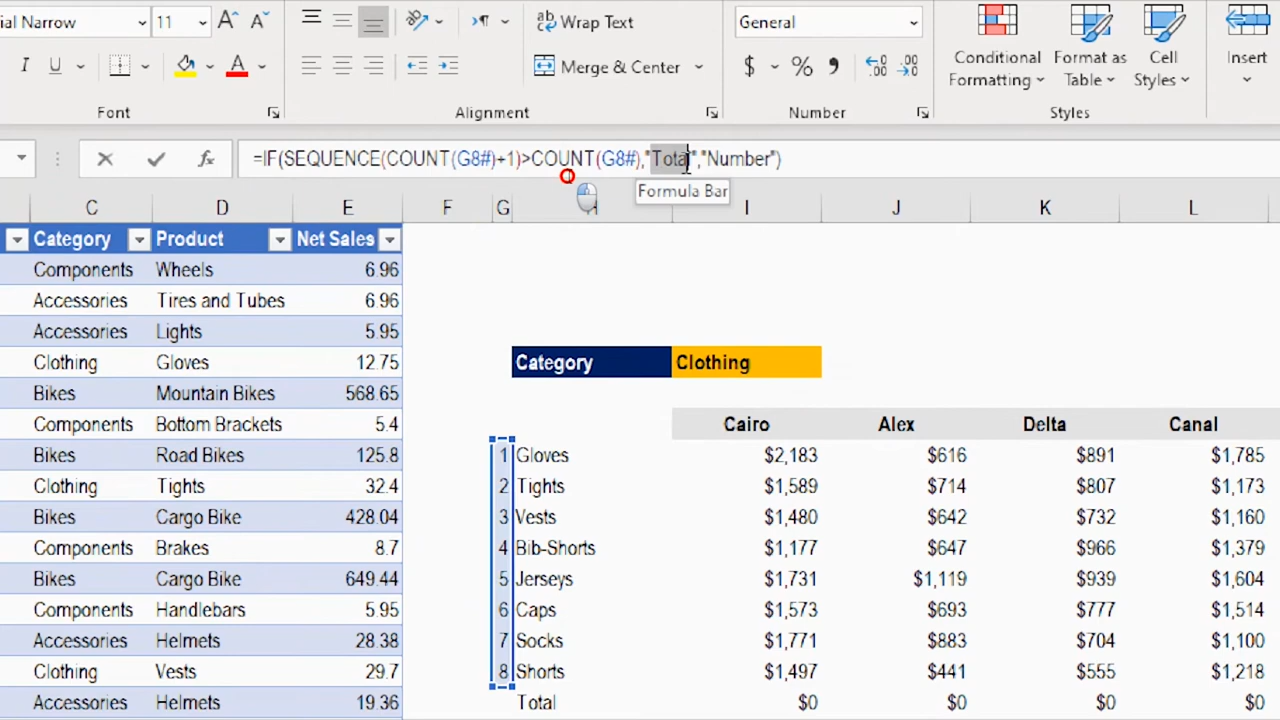 ial Narrow 11 A A ab Wrap Text General Conditional Formatting Format as Table Cell Styles Insert
I U A Merge & Center $ % 9 .00
Font Alignment Number Styles
fx =IF(SEQUENCE(COUNT(G8#)+1)>COUNT(G8#),"Total","Number")
Formula Bar
C D E F G H I J K L
Category Product Net Sales
Components Wheels 6.96
Accessories Tires and Tubes 6.96
Accessories Lights 5.95
Clothing Gloves 12.75 Category Clothing
Bikes Mountain Bikes 568.65
Components Bottom Brackets 5.4 Cairo Alex Delta Canal
Bikes Road Bikes 125.8 1 Gloves $2,183 $616 $891 $1,785
Clothing Tights 32.4 2 Tights $1,589 $714 $807 $1,173
Bikes Cargo Bike 428.04 3 Vests $1,480 $642 $732 $1,160
Components Brakes 8.7 4 Bib-Shorts $1,177 $647 $966 $1,379
Bikes Cargo Bike 649.44 5 Jerseys $1,731 $1,119 $939 $1,604
Components Handlebars 5.95 6 Caps $1,573 $693 $777 $1,514
Accessories Helmets 28.38 7 Socks $1,771 $883 $704 $1,100
Clothing Vests 29.7 8 Shorts $1,497 $441 $555 $1,218
Accessories Helmets 19.36 Total $0 $0 $0 $0